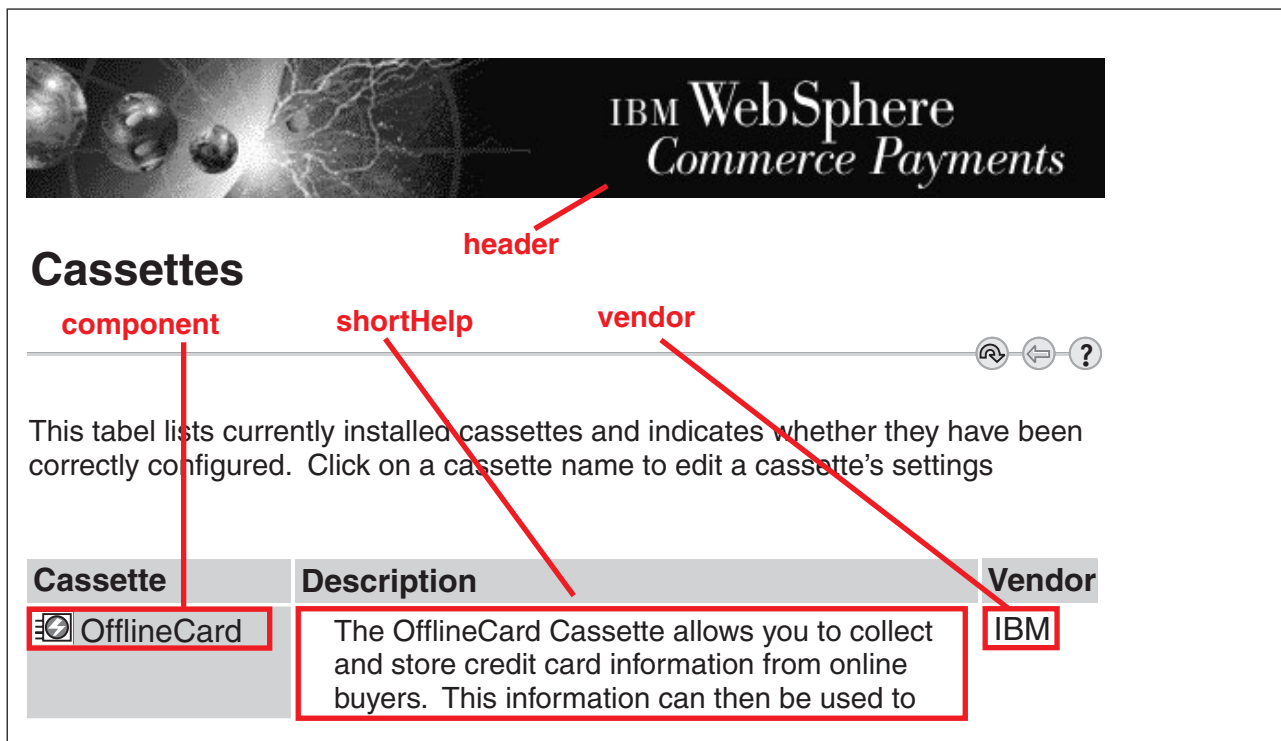 IBM WebSphere
Commerce Payments
header
Cassettes
component shortHelp vendor
?
This tabel lists currently installed cassettes and indicates whether they have been
correctly configured.  Click on a cassette name to edit a cassette's settings
Cassette Description Vendor
OfflineCard The OfflineCard Cassette allows you to collect IBM
and store credit card information from online
buyers.  This information can then be used to